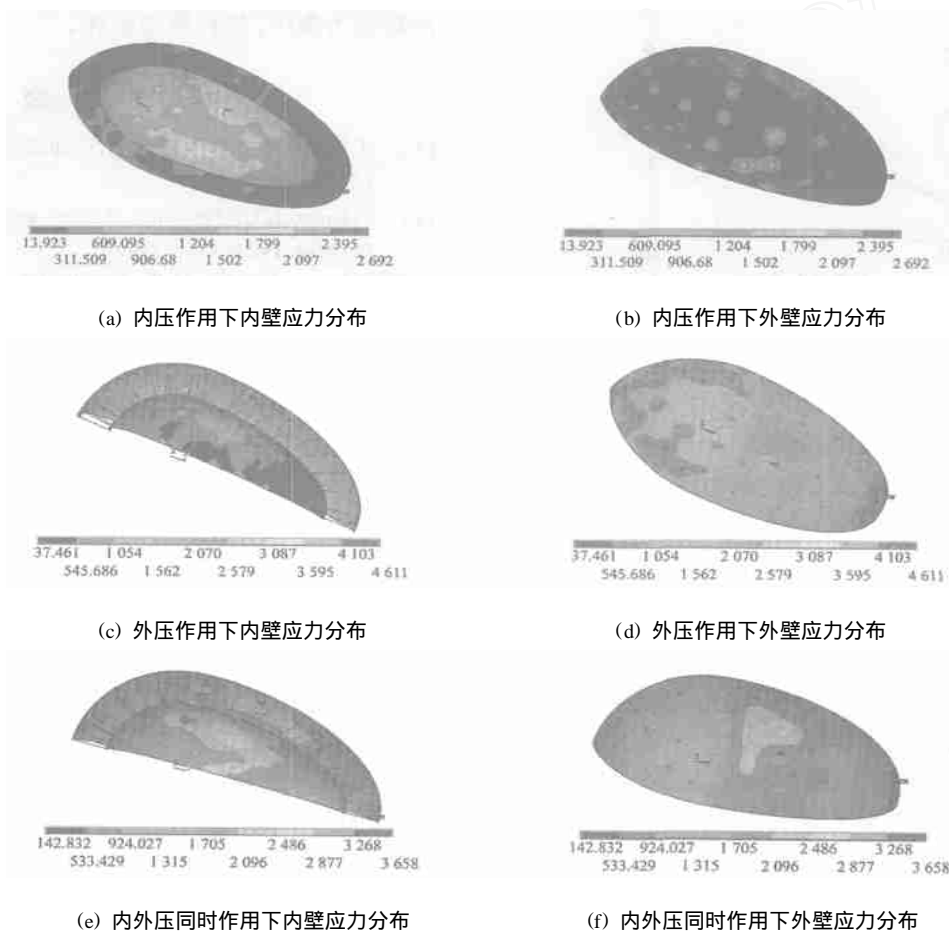 13.923 609.095 1 204 1 799 2 395
311.509 906.68 1 502 2 097 2 692
13.923 609.095 1 204 1 799 2 395
311.509 906.68 1 502 2 097 2 692
(a) 内压作用下内壁应力分布
(b) 内压作用下外壁应力分布
37.461 1 054 2 070 3 087 4 103
545.686 1 562 2 579 3 595 4 611
37.461 1 054 2 070 3 087 4 103
545.686 1 562 2 579 3 595 4 611
(c) 外压作用下内壁应力分布
(d) 外压作用下外壁应力分布
142.832 924.027 1 705 2 486 3 268
533.429 1 315 2 096 2 877 3 658
142.832 924.027 1 705 2 486 3 268
533.429 1 315 2 096 2 877 3 658
(e) 内外压同时作用下内壁应力分布
(f) 内外压同时作用下外壁应力分布